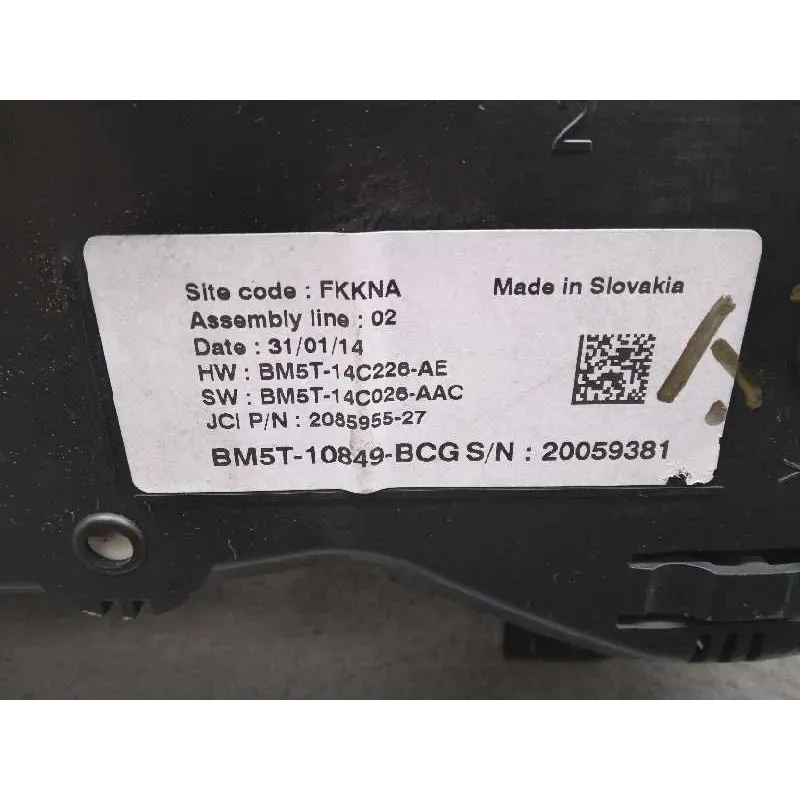 2
Site code : FKKNA
Made in Slovakia
Assembly line : 02
Date : 31/01/14
HW : BM5T-14C226-AE
SW : BM5T-14C026-AAC
JCI P/N : 2085955-27
BM5T-10849-BCG S/N : 20059381